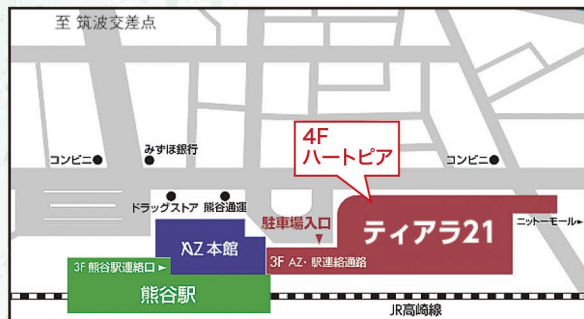 至 筑波交差点
4F
ハートピア
コンビニ
みずほ銀行
コンビニ
ドラッグストア
熊谷通運
駐車場入口
ティアラ21
ニットーモール
AZ 本館
3F 熊谷駅連絡口
3F AZ・駅連絡通路
熊谷駅
JR高崎線